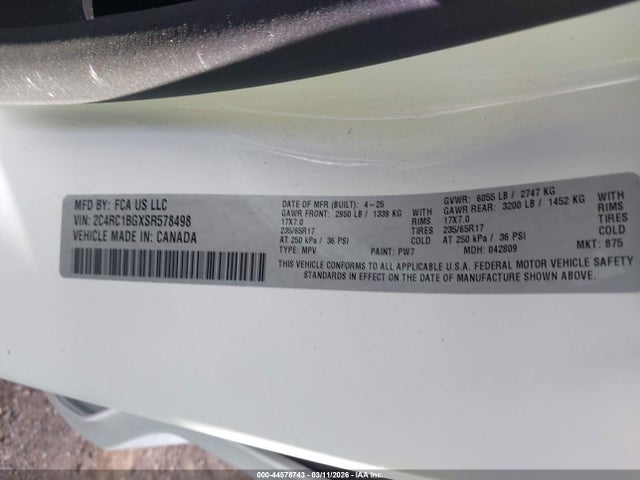 MFD BY: FCA US LLC
VIN: 2C4RC1BGXSR578498
VEHICLE MADE IN: CANADA
DATE OF MFR (BUILT): 4-25
GVWR: 6055 LB / 2747 KG
GAWR FRONT: 2950 LB / 1339 KG WITH
GAWR REAR: 3200 LB / 1452 KG WITH
17X7.0 RIMS
17X7.0 RIMS
235/65R17 TIRES
235/65R17 TIRES
AT 250 kPa / 36 PSI COLD
AT 250 kPa / 36 PSI COLD
TYPE: MPV PAINT: PW7 MDH: 042809 MKT: 875
THIS VEHICLE CONFORMS TO ALL APPLICABLE U.S.A. FEDERAL MOTOR VEHICLE SAFETY
STANDARDS IN EFFECT ON THE DATE OF MANUFACTURE SHOWN ABOVE.
000-44578743 / 03/11/2026 - IAA Inc.